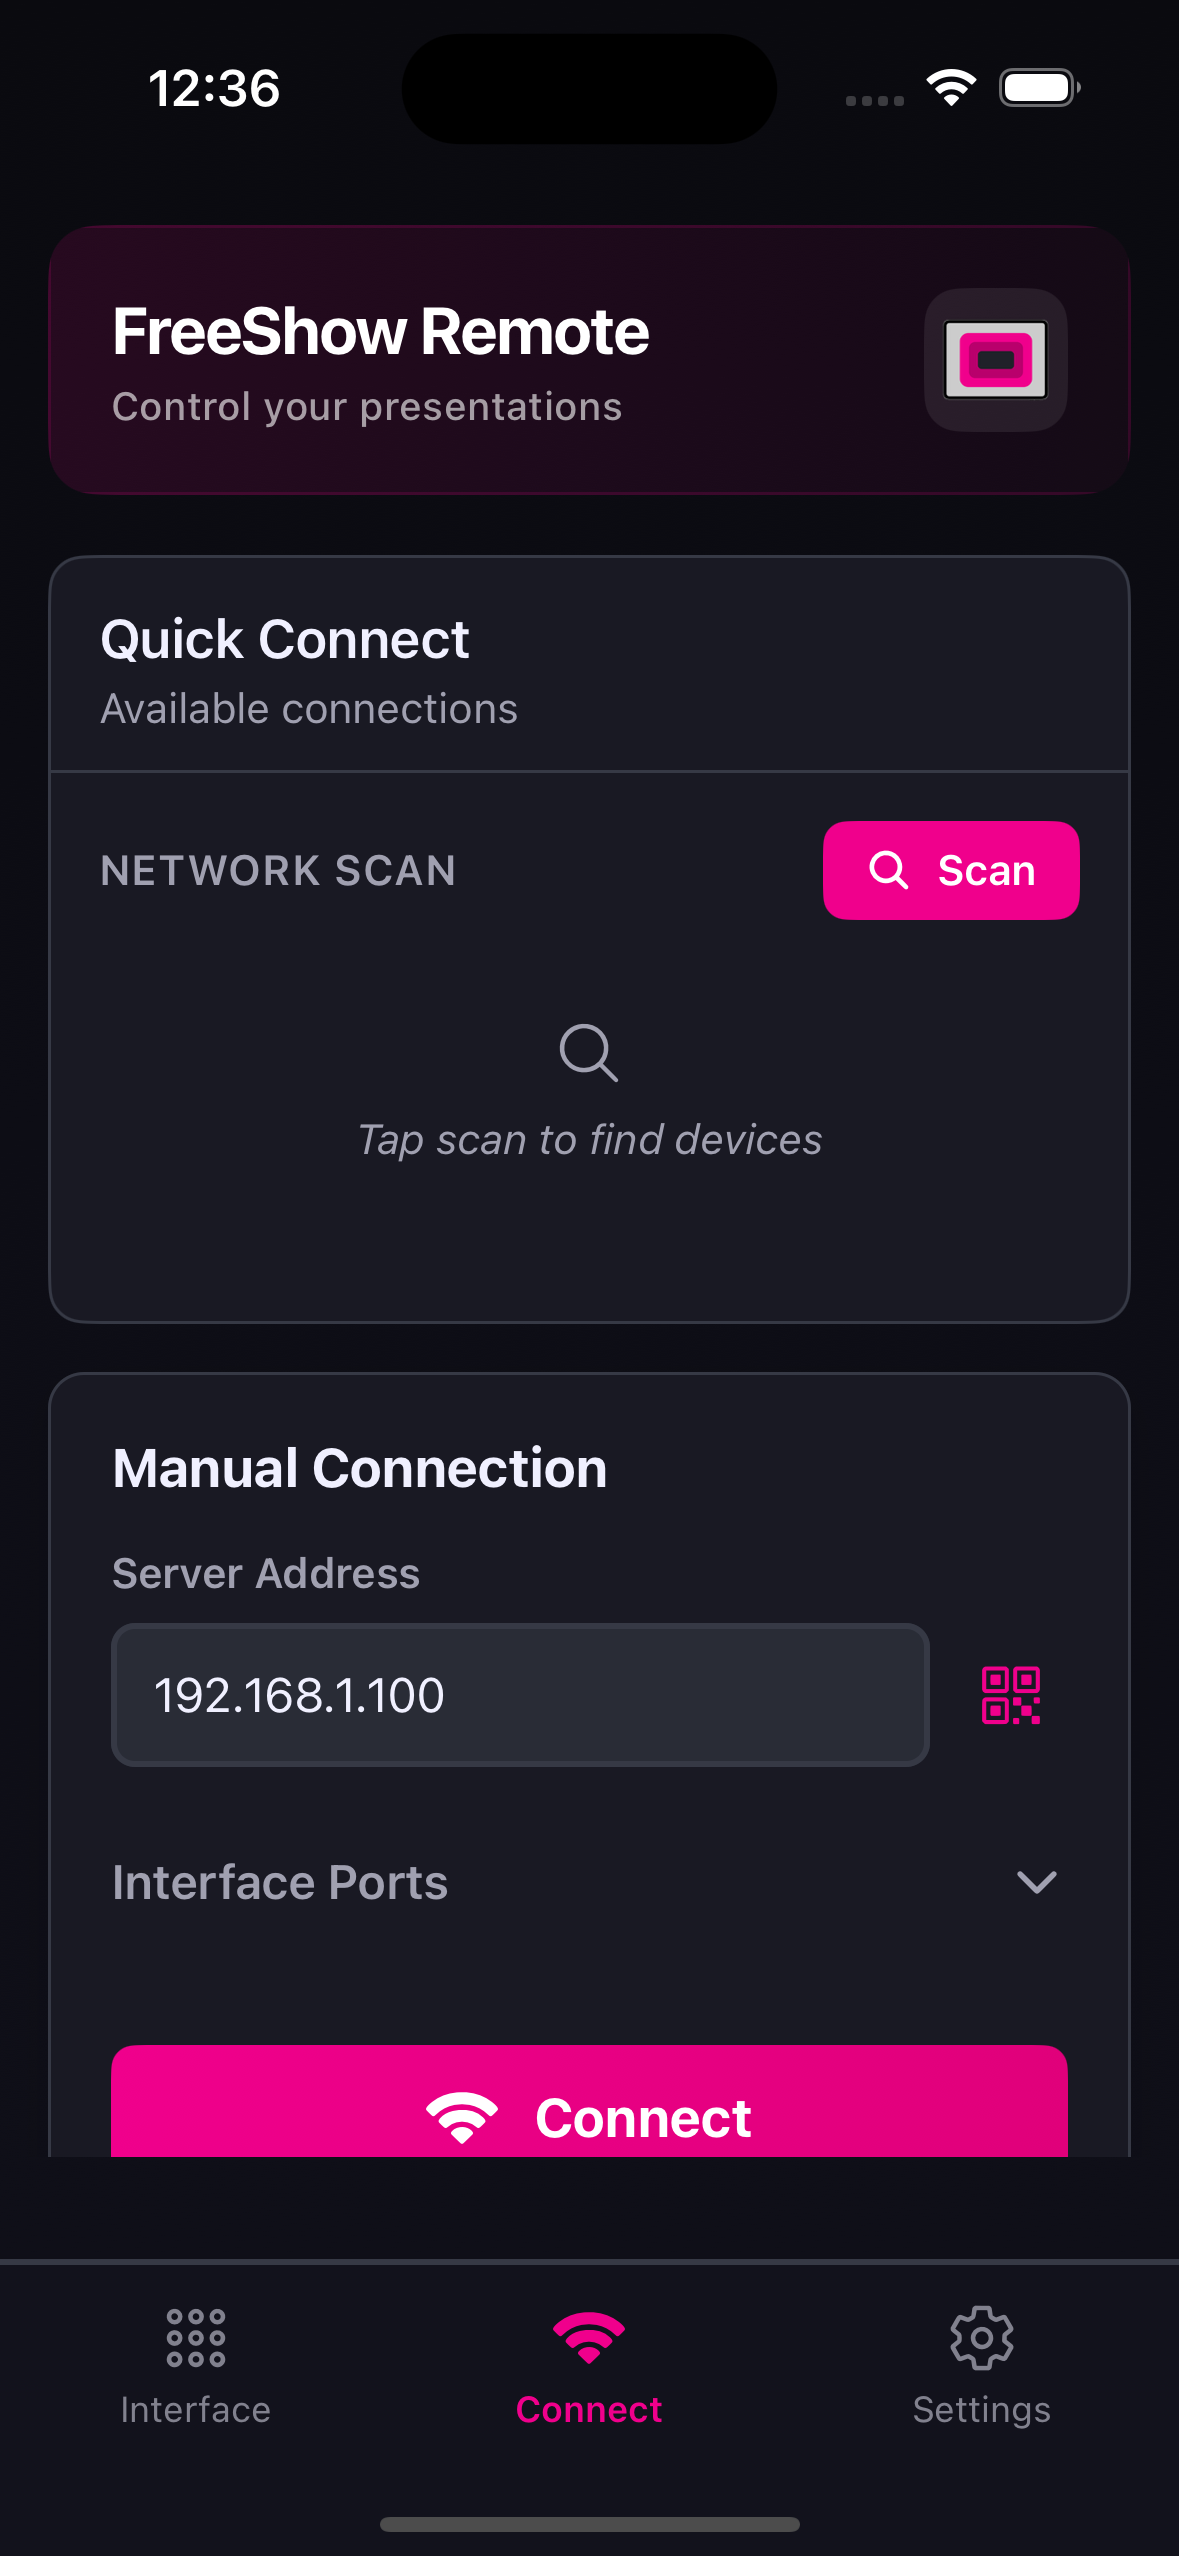 12:36
FreeShow Remote
Control your presentations
Quick Connect
Available connections
NETWORK SCAN
Scan
Tap scan to find devices
Manual Connection
Server Address
192.168.1.100
Interface Ports
Connect
Interface
Connect
Settings